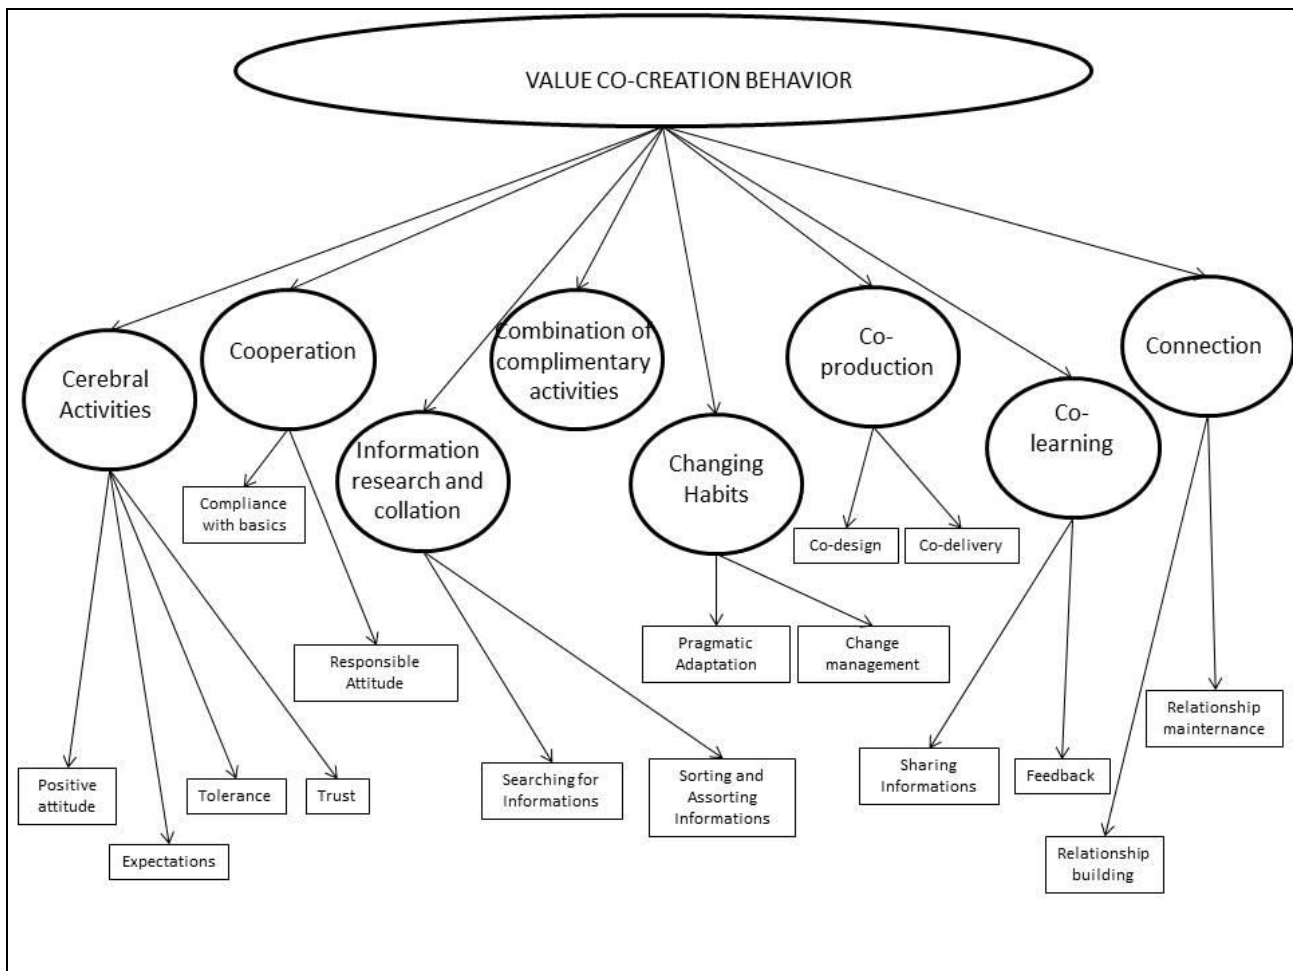 VALUE CO-CREATION BEHAVIOR
Cerebral
Activities
Cooperation
Information
research and
collation
Combination of
complimentary
activities
Changing
Habits
Co-
production
Co-
learning
Connection
Compliance
with basics
Responsible
Attitude
Co-design
Co-delivery
Pragmatic
Adaptation
Change
management
Relationship
mainternance
Positive
attitude
Expectations
Tolerance
Trust
Searching for
Informations
Sorting and
Assorting
Informations
Sharing
Informations
Feedback
Relationship
building